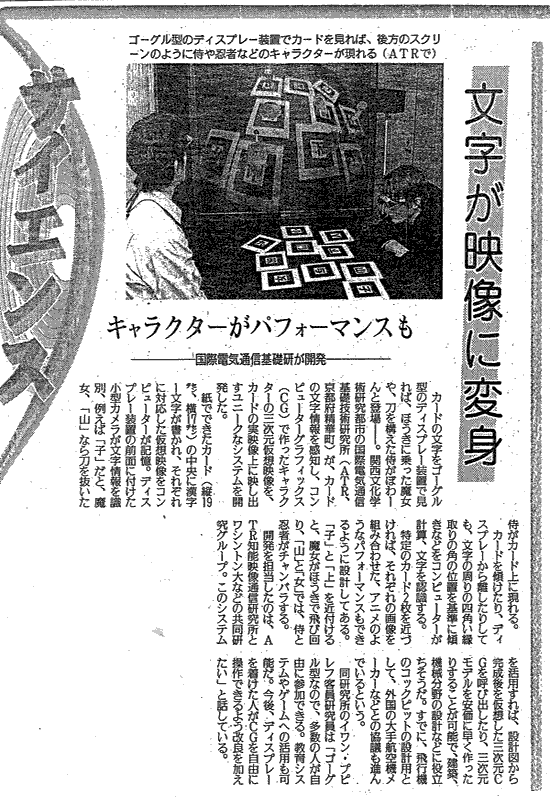 サイエンス
ゴーグル型のディスプレー装置でカードを見れば、後方のスクリ
ーンのように侍や忍者などのキャラクターが現れる（ATRで）
文字が映像に変身
キャラクターがパフォーマンスも
国際電気通信基礎研が開発
カードの文字をゴーグル
型のディスプレー装置で見
れば、ほうきに乗った魔女
や、刀を構えた侍がぼわー
んと登場――。関西文化学
術研究都市の国際電気通信
基礎技術研究所（ATR、
京都府精華町）が、カード
の文字情報を感知し、コン
ピューターグラフィックス
（CG）で作ったキャラク
ターの三次元仮想映像を、
カードの実映像上に映し出
すユニークなシステムを開
発した。
紙でできたカード（縦19
㌢、横17㌢）の中央に漢字
一文字が書かれ、それぞれ
に対応した仮想映像をコン
ピューターが記憶。ディス
プレー装置の前面に付けた
小型カメラが文字情報を識
別、例えば「子」だと、魔
女、「山」なら刀を抜いた
侍がカード上に現れる。
カードを傾けたり、ディ
スプレーから離したりして
も、文字の周りの四角い縁
取りの角の位置を基準に傾
きなどをコンピューターが
計算、文字を認識する。
特定のカード2枚を近づ
ければ、それぞれの画像を
組み合わせた、アニメのよ
うなパフォーマンスもでき
るように設計してある。
「子」と「上」を近付ける
と、魔女がほうきで飛び回
り、「山」と「女」では、侍と
忍者がチャンバラする。
開発を担当したのは、A
TR知能映像通信研究所と
ワシントン大などの共同研
究グループ。このシステム
を活用すれば、設計図から
完成後を仮想した三次元C
Gを呼び出したり、三次元
モデルを安価に早く作った
りすることが可能で、建築、
機械分野の設計などに役立
ちそうだ。すでに、飛行機
のコックピットの設計用と
して、外国の大手航空機メ
ーカーなどとの協議も進ん
でいるという。
同研究所のイワン・プピ
レフ客員研究員は「ゴーグ
ル型なので、多数の人が自
由に参加できる。教育シス
テムやゲームへの活用も可
能だ。今後、ディスプレー
を着けた人がCGを自由に
操作できるよう改良を加え
たい」と話している。